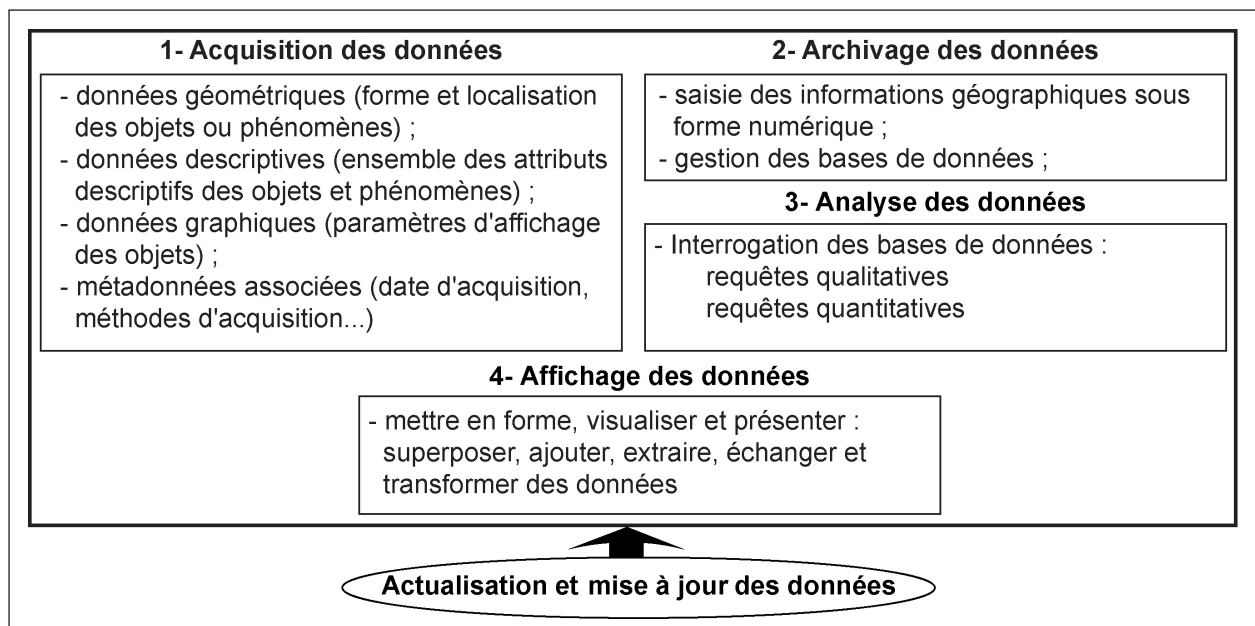 1- Acquisition des données
- données géométriques (forme et localisation
des objets ou phénomènes) ;
- données descriptives (ensemble des attributs
descriptifs des objets et phénomènes) ;
- données graphiques (paramètres d'affichage
des objets) ;
- métadonnées associées (date d'acquisition,
méthodes d'acquisition...)
2- Archivage des données
- saisie des informations géographiques sous
forme numérique ;
- gestion des bases de données ;
3- Analyse des données
- Interrogation des bases de données :
requêtes qualitatives
requêtes quantitatives
4- Affichage des données
- mettre en forme, visualiser et présenter :
superposer, ajouter, extraire, échanger et
transformer des données
Actualisation et mise à jour des données